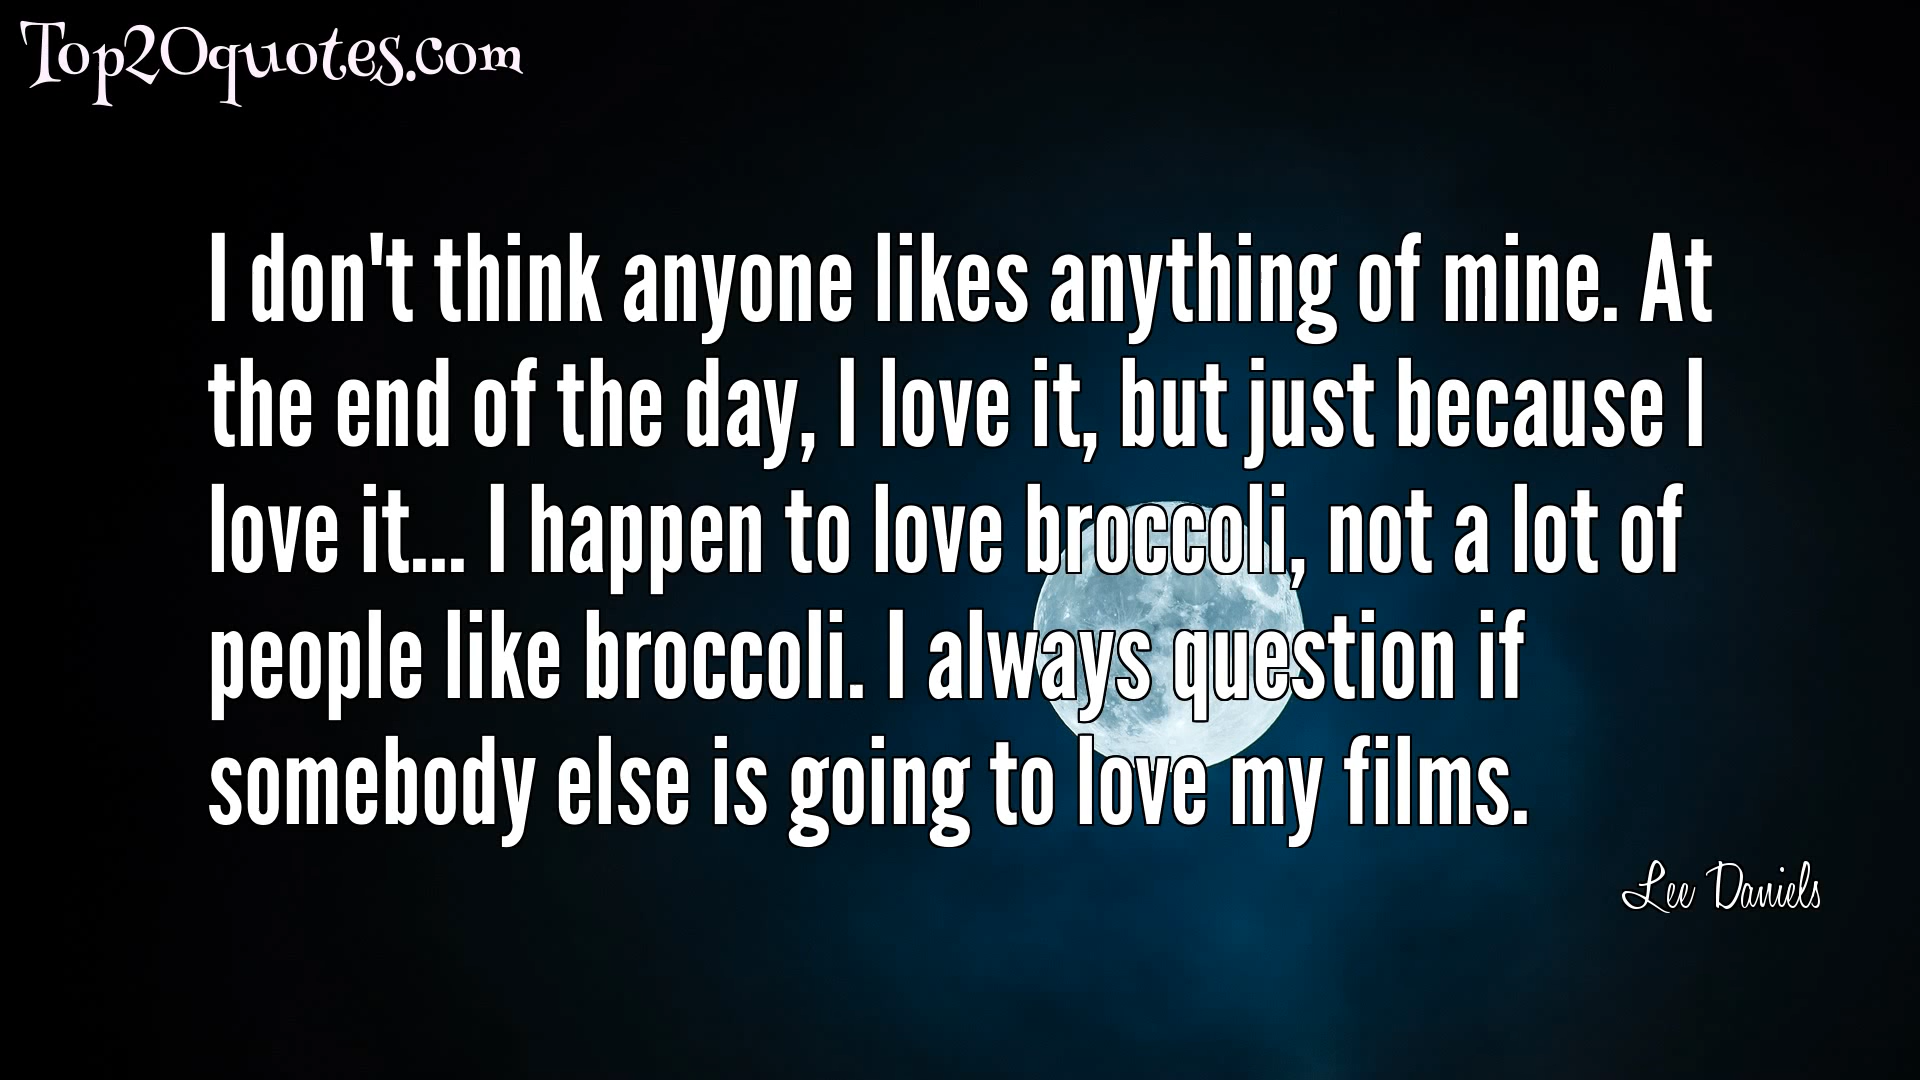 Top20quotes.com
I don't think anyone likes anything of mine. At
the end of the day, I love it, but just because I
love it... I happen to love broccoli, not a lot of
people like broccoli. I always question if
somebody else is going to love my films.
Lee Daniels